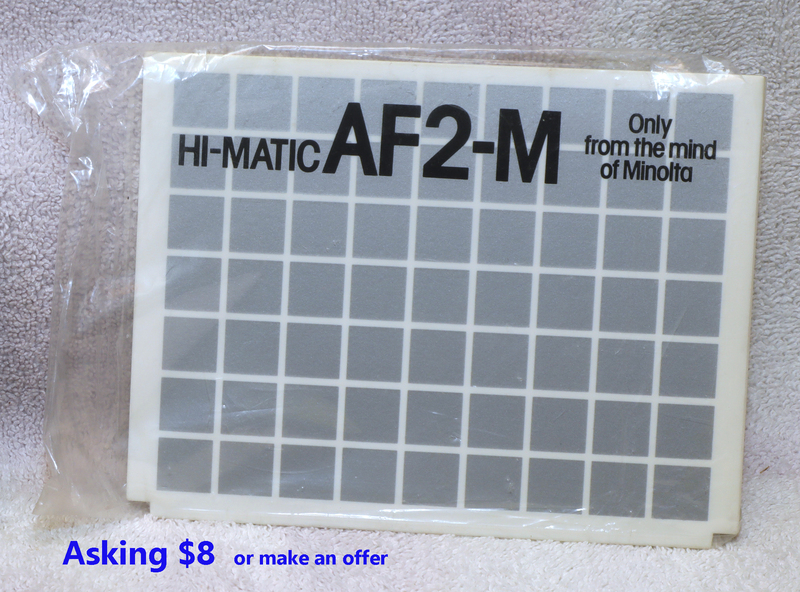 HI-MATIC AF2-M
Only
from the mind
of Minolta
Asking $8 or make an offer